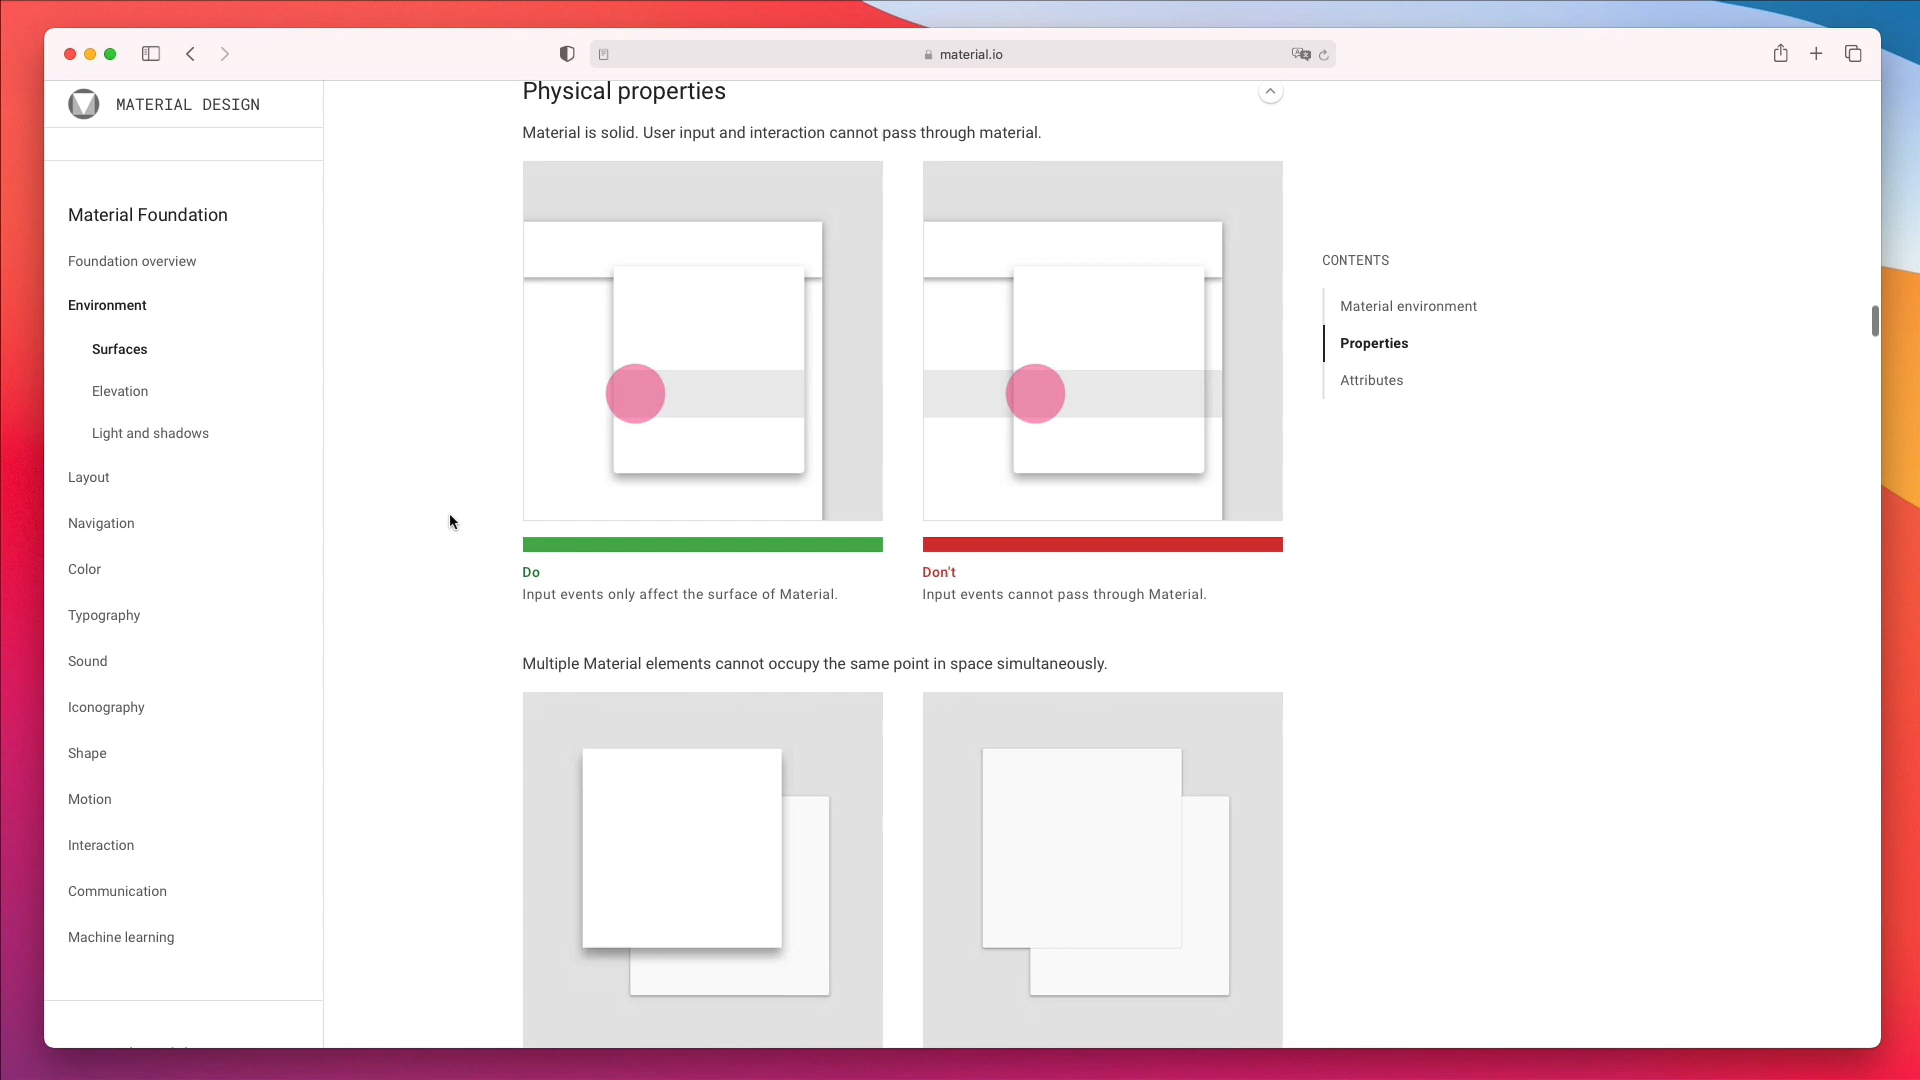 material.io
MATERIAL DESIGN
Material Foundation
Foundation overview
Environment
Surfaces
Elevation
Light and shadows
Layout
Navigation
Color
Typography
Sound
Iconography
Shape
Motion
Interaction
Communication
Machine learning
Physical properties
Material is solid. User input and interaction cannot pass through material.
Do
Input events only affect the surface of Material.
Don't
Input events cannot pass through Material.
Multiple Material elements cannot occupy the same point in space simultaneously.
CONTENTS
Material environment
Properties
Attributes